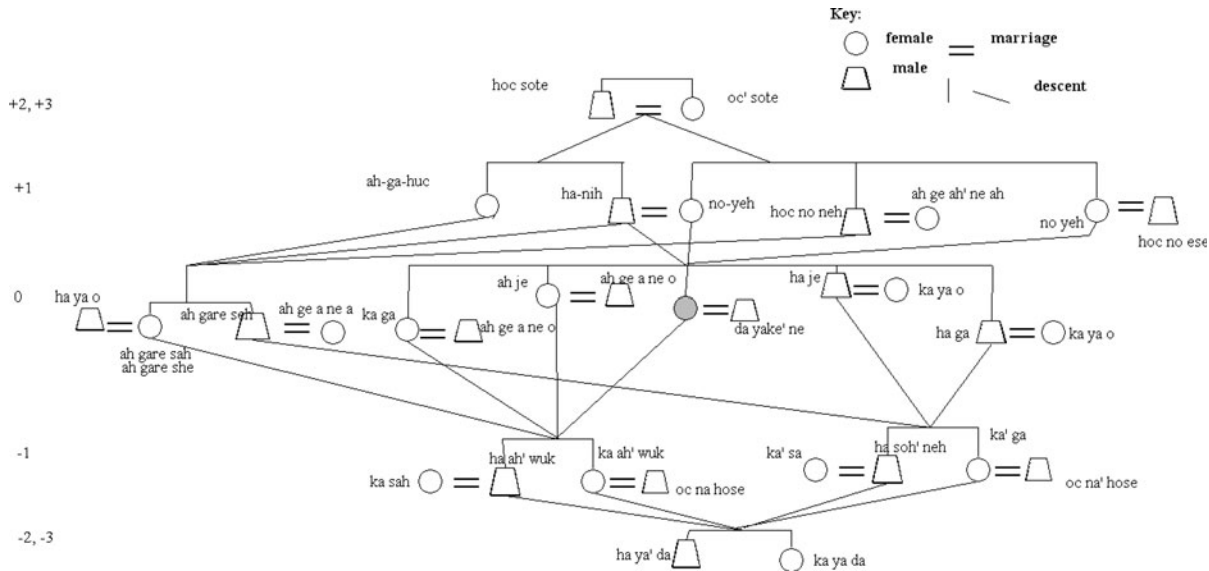 Key:
female
marriage
male
descent
+2, +3
hoc sote
oc' sote
+1
ah-ga-huc
ha-nih
no-yeh
hoc no neh
ah ge ah' ne ah
no yeh
hoc no ese
0
ha ya o
ah gare seh
ah ge a ne a
ka ga
ah je
ah ge a ne o
ah ge a ne o
da yake' ne
ha je
ka ya o
ha ga
ka ya o
ah gare sah
ah gare she
-1
ka sah
ha ah' wuk
ka ah' wuk
oc na hose
ka' sa
ha soh' neh
ka' ga
oc na' hose
-2, -3
ha ya' da
ka ya da